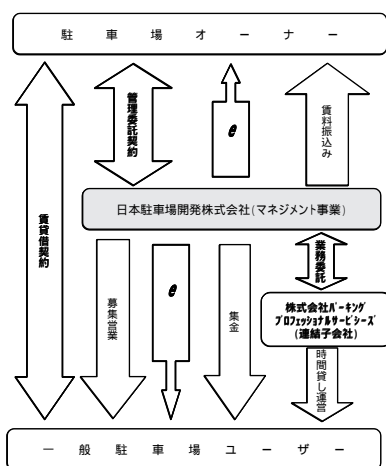 駐車場オーナー
管理委託契約
e
賃料振込み
賃貸借契約
日本駐車場開発株式会社(マネジメント事業)
業務委託
募集営業
e
集金
株式会社パーキング
プロフェッショナルサービシーズ
(連結子会社)
時間貸し運営
一般駐車場ユーザー